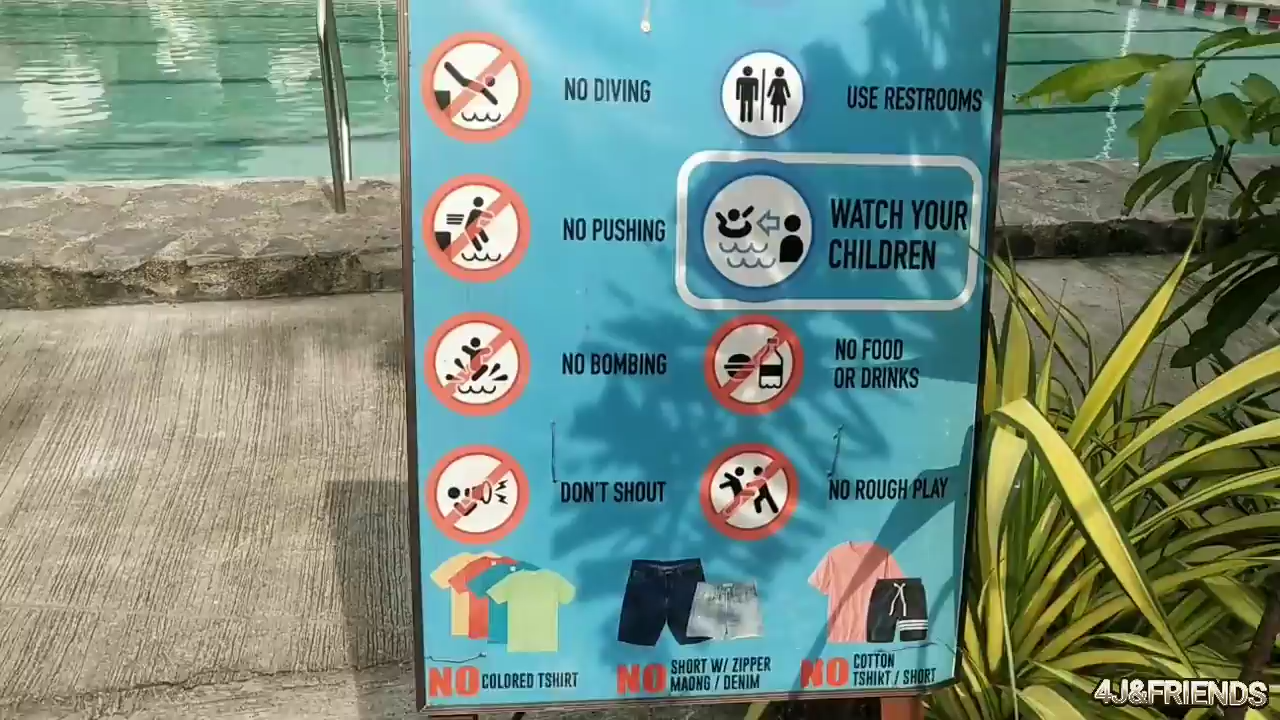 NO DIVING
USE RESTROOMS
NO PUSHING
WATCH YOUR
CHILDREN
NO BOMBING
NO FOOD
OR DRINKS
DON'T SHOUT
NO ROUGH PLAY
NO COLORED TSHIRT
NO SHORT W/ ZIPPER
MAONG / DENIM
NO COTTON
TSHIRT / SHORT
4J&FRIENDS